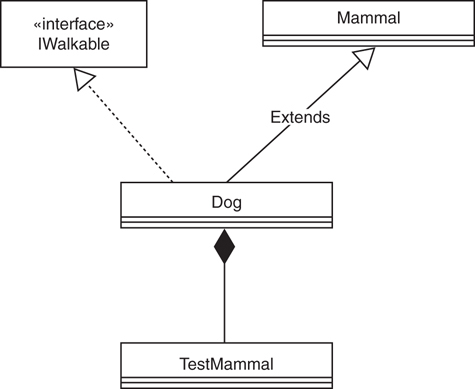 «interface»
IWalkable
Mammal
Extends
Dog
TestMammal